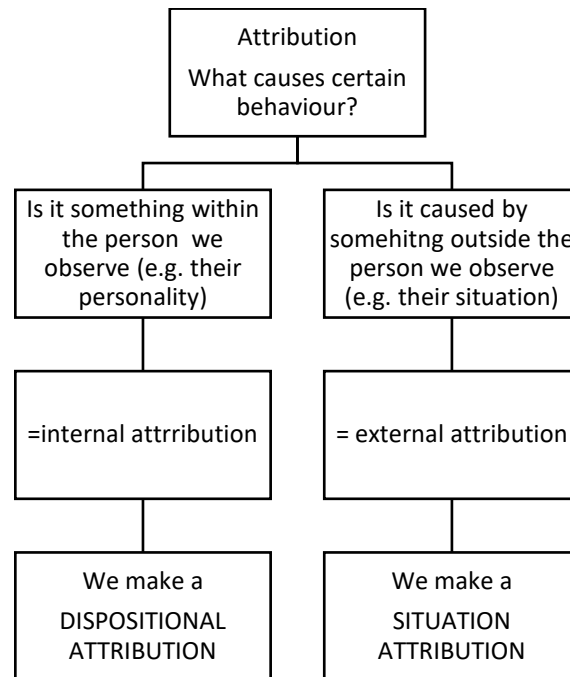 Attribution
What causes certain
behaviour?
Is it something within
the person we
observe (e.g. their
personality)
Is it caused by
somehitng outside the
person we observe
(e.g. their situation)
=internal attrribution
= external attribution
We make a
DISPOSITIONAL
ATTRIBUTION
We make a
SITUATION
ATTRIBUTION